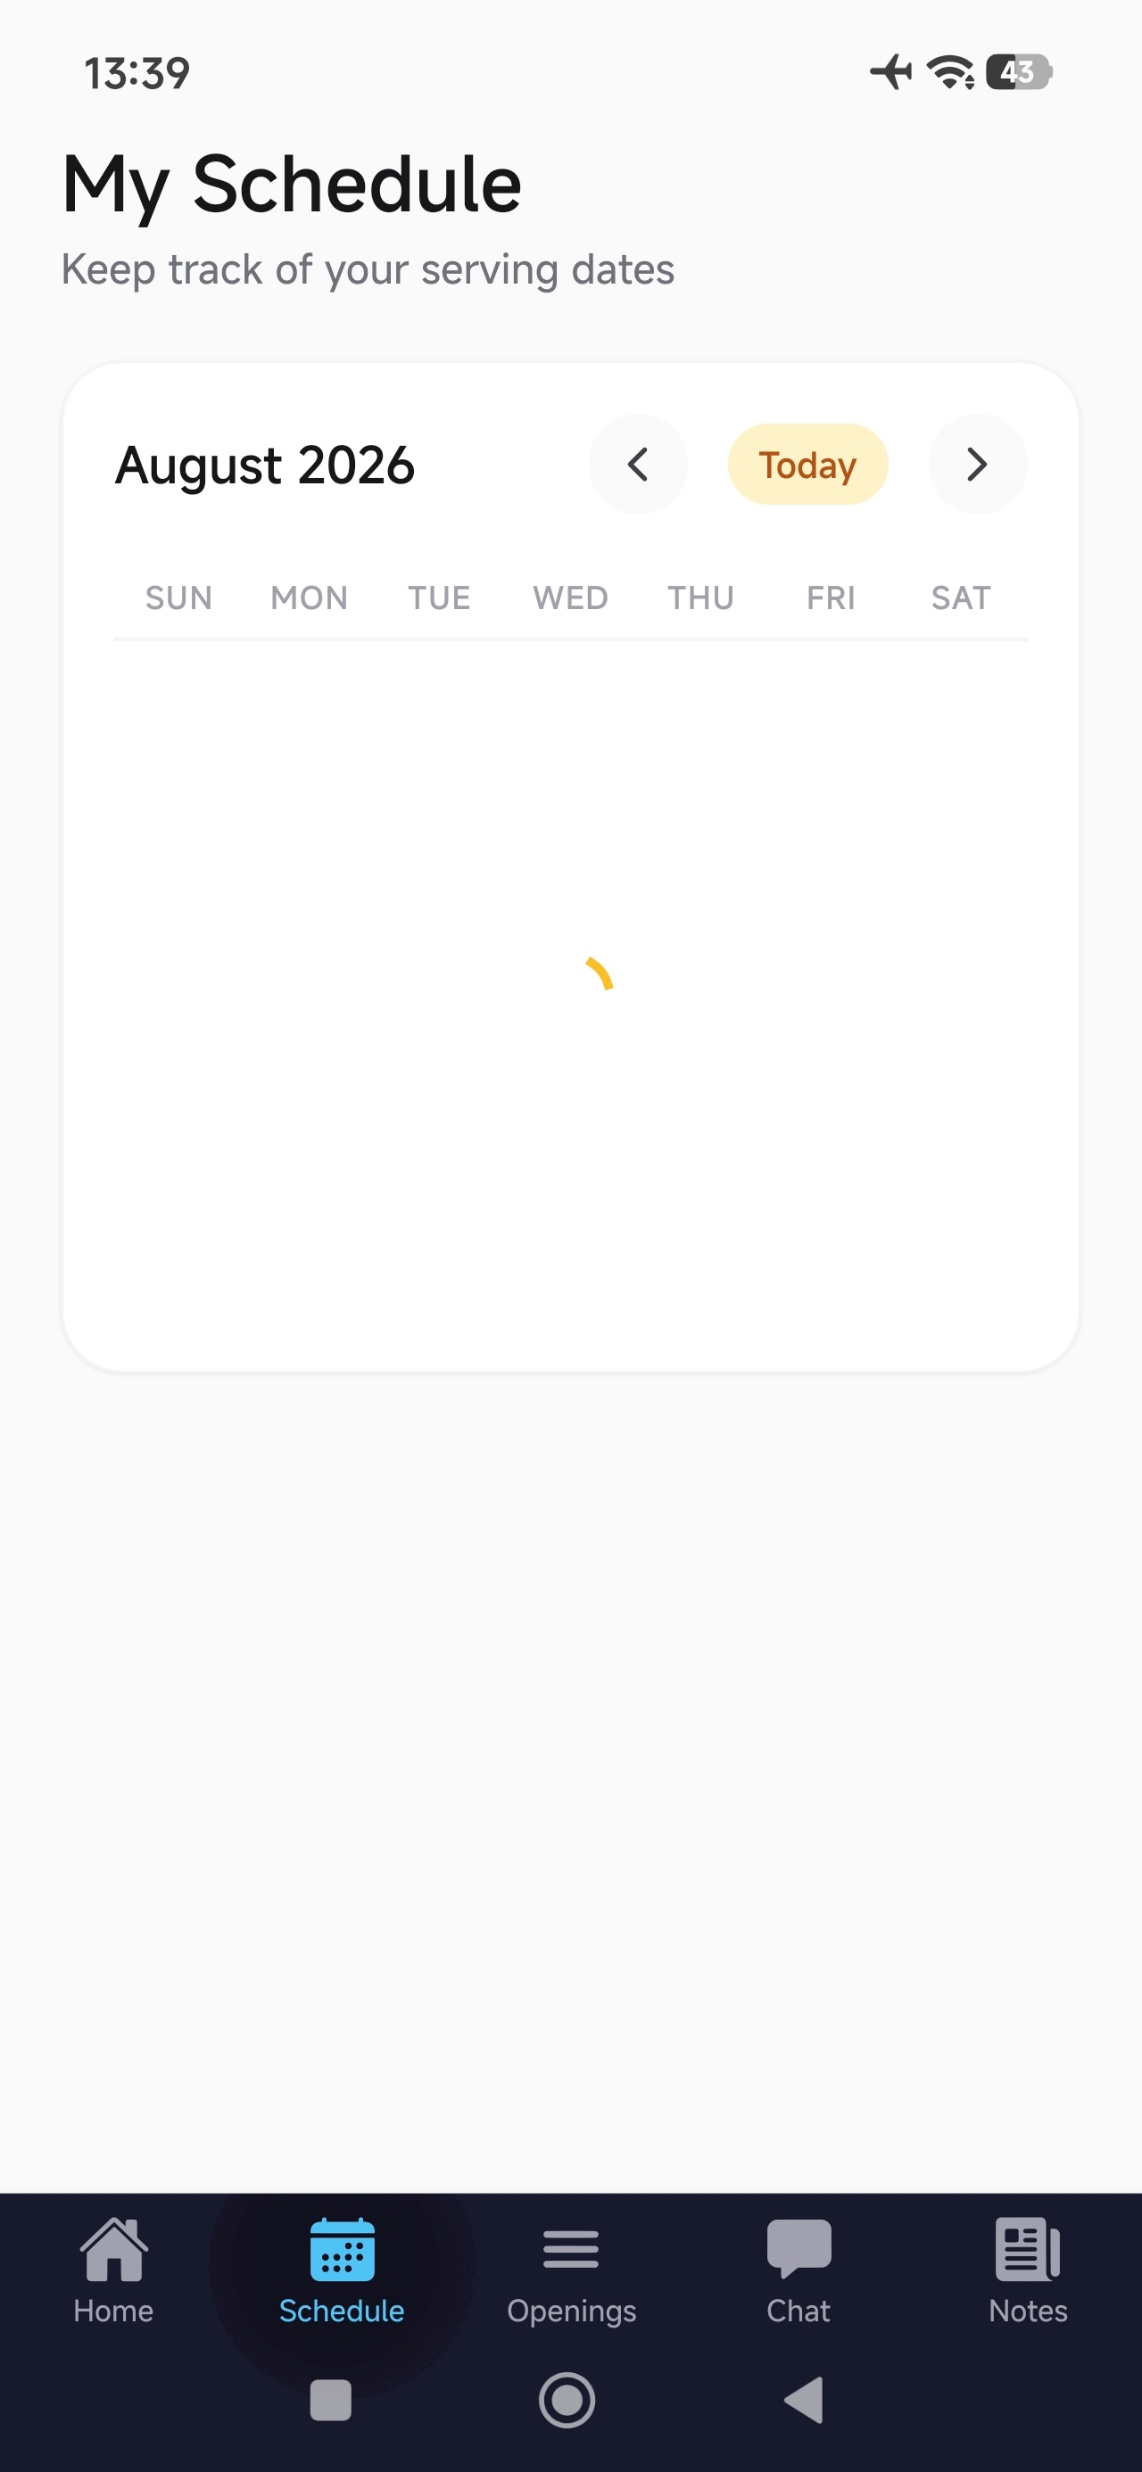 13:39
43
My Schedule
Keep track of your serving dates
August 2026
Today
SUN MON TUE WED THU FRI SAT
Home Schedule Openings Chat Notes